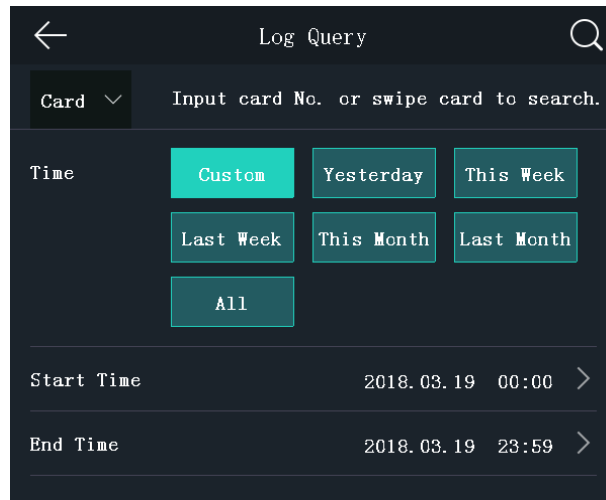 Log Query
Card Input card No. or swipe card to search.
Time Custom Yesterday This Week
Last Week This Month Last Month
All
Start Time 2018.03.19 00:00
End Time 2018.03.19 23:59